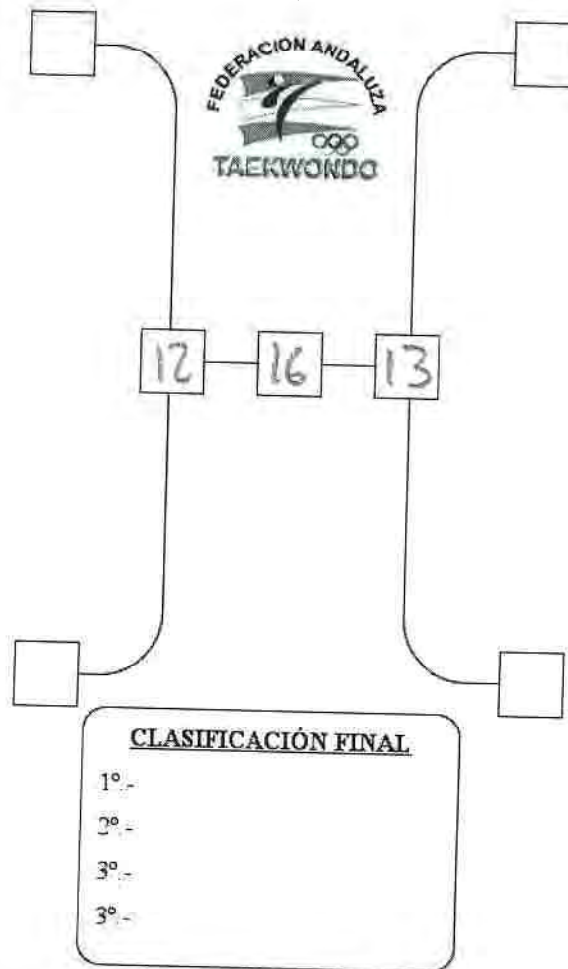 FEDERACION ANDALUZA
TAEKWONDO
12 16 13
CLASIFICACIÓN FINAL
1º.-
2º.-
3º.-
3º.-